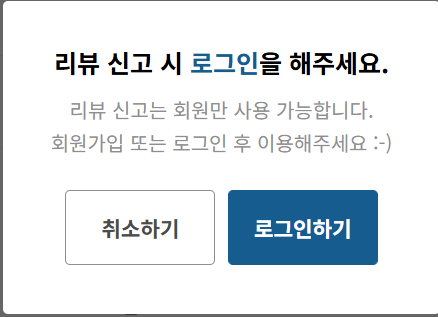 리뷰 신고 시 로그인을 해주세요.
리뷰 신고는 회원만 사용 가능합니다.
회원가입 또는 로그인 후 이용해주세요 :-)
취소하기
로그인하기